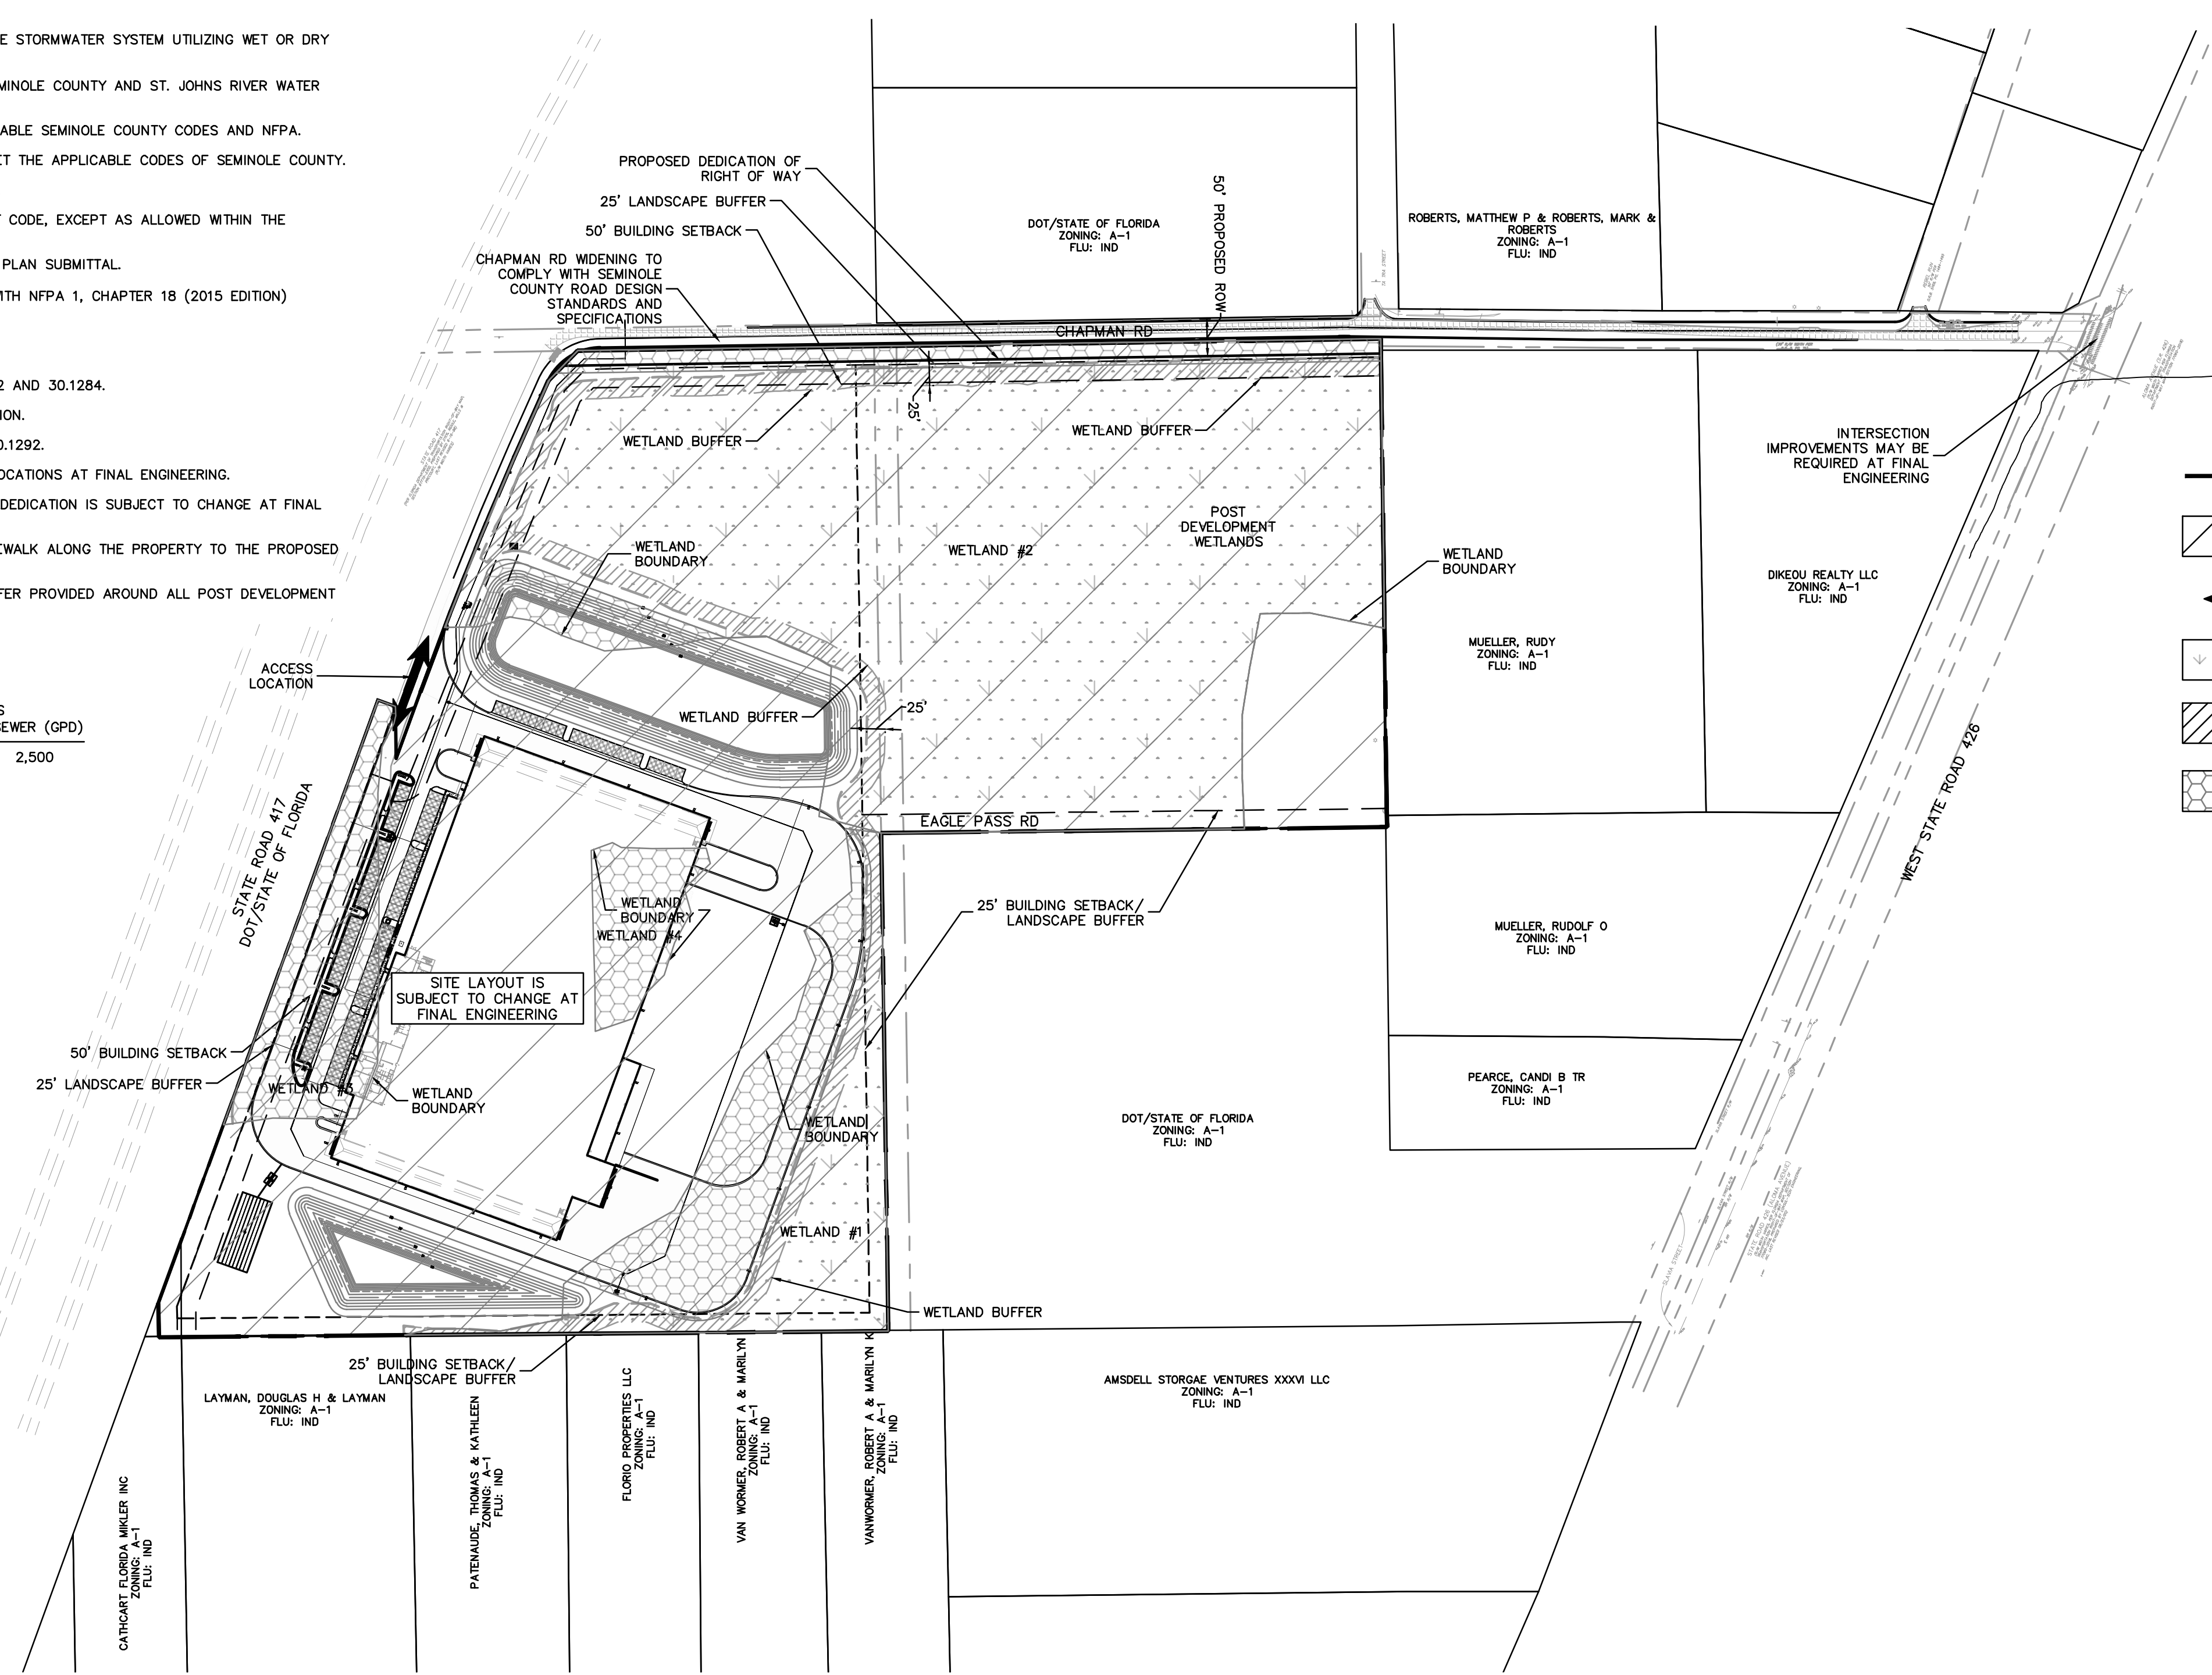 E STORMWATER SYSTEM UTILIZING WET OR DRY
MINOLE COUNTY AND ST. JOHNS RIVER WATER
ABLE SEMINOLE COUNTY CODES AND NFPA.
ET THE APPLICABLE CODES OF SEMINOLE COUNTY.
CODE, EXCEPT AS ALLOWED WITHIN THE
PLAN SUBMITTAL.
ITH NFPA 1, CHAPTER 18 (2015 EDITION)
2 AND 30.1284.
ION.
0.1292.
OCATIONS AT FINAL ENGINEERING.
DEDICATION IS SUBJECT TO CHANGE AT FINAL
EWALK ALONG THE PROPERTY TO THE PROPOSED
FER PROVIDED AROUND ALL POST DEVELOPMENT
S
SEWER (GPD)
2,500
PROPOSED DEDICATION OF
RIGHT OF WAY
25' LANDSCAPE BUFFER
50' BUILDING SETBACK
CHAPMAN RD WIDENING TO
COMPLY WITH SEMINOLE
COUNTY ROAD DESIGN
STANDARDS AND
SPECIFICATIONS
DOT/STATE OF FLORIDA
ZONING: A-1
FLU: IND
50' PROPOSED ROW
ROBERTS, MATTHEW P & ROBERTS, MARK &
ROBERTS
ZONING: A-1
FLU: IND
CHAPMAN RD
25'
WETLAND BUFFER
WETLAND BUFFER
INTERSECTION
IMPROVEMENTS MAY BE
REQUIRED AT FINAL
ENGINEERING
POST
DEVELOPMENT
WETLANDS
WETLAND #2
WETLAND
BOUNDARY
WETLAND
BOUNDARY
DIKEOU REALTY LLC
ZONING: A-1
FLU: IND
MUELLER, RUDY
ZONING: A-1
FLU: IND
ACCESS
LOCATION
WETLAND BUFFER
25'
EAGLE PASS RD
WEST STATE ROAD 426
STATE ROAD 417
DOT/STATE OF FLORIDA
WETLAND
BOUNDARY
WETLAND #4
25' BUILDING SETBACK/
LANDSCAPE BUFFER
MUELLER, RUDOLF O
ZONING: A-1
FLU: IND
SITE LAYOUT IS
SUBJECT TO CHANGE AT
FINAL ENGINEERING
50' BUILDING SETBACK
25' LANDSCAPE BUFFER
WETLAND #3
WETLAND
BOUNDARY
PEARCE, CANDI B TR
ZONING: A-1
FLU: IND
DOT/STATE OF FLORIDA
ZONING: A-1
FLU: IND
WETLAND
BOUNDARY
WETLAND #1
WETLAND BUFFER
SLAVIA STREET
STATE ROAD 426 (ALOMA AVENUE)
25' BUILDING SETBACK/
LANDSCAPE BUFFER
LAYMAN, DOUGLAS H & LAYMAN
ZONING: A-1
FLU: IND
CATHCART FLORIDA MIKLER INC
ZONING: A-1
FLU: IND
PATENAUDE, THOMAS & KATHLEEN
ZONING: A-1
FLU: IND
FLORIO PROPERTIES LLC
ZONING: A-1
FLU: IND
VAN WORMER, ROBERT A & MARILYN
ZONING: A-1
FLU: IND
VANWORMER, ROBERT A & MARILYN K
ZONING: A-1
FLU: IND
AMSDELL STORGAE VENTURES XXXVI LLC
ZONING: A-1
FLU: IND